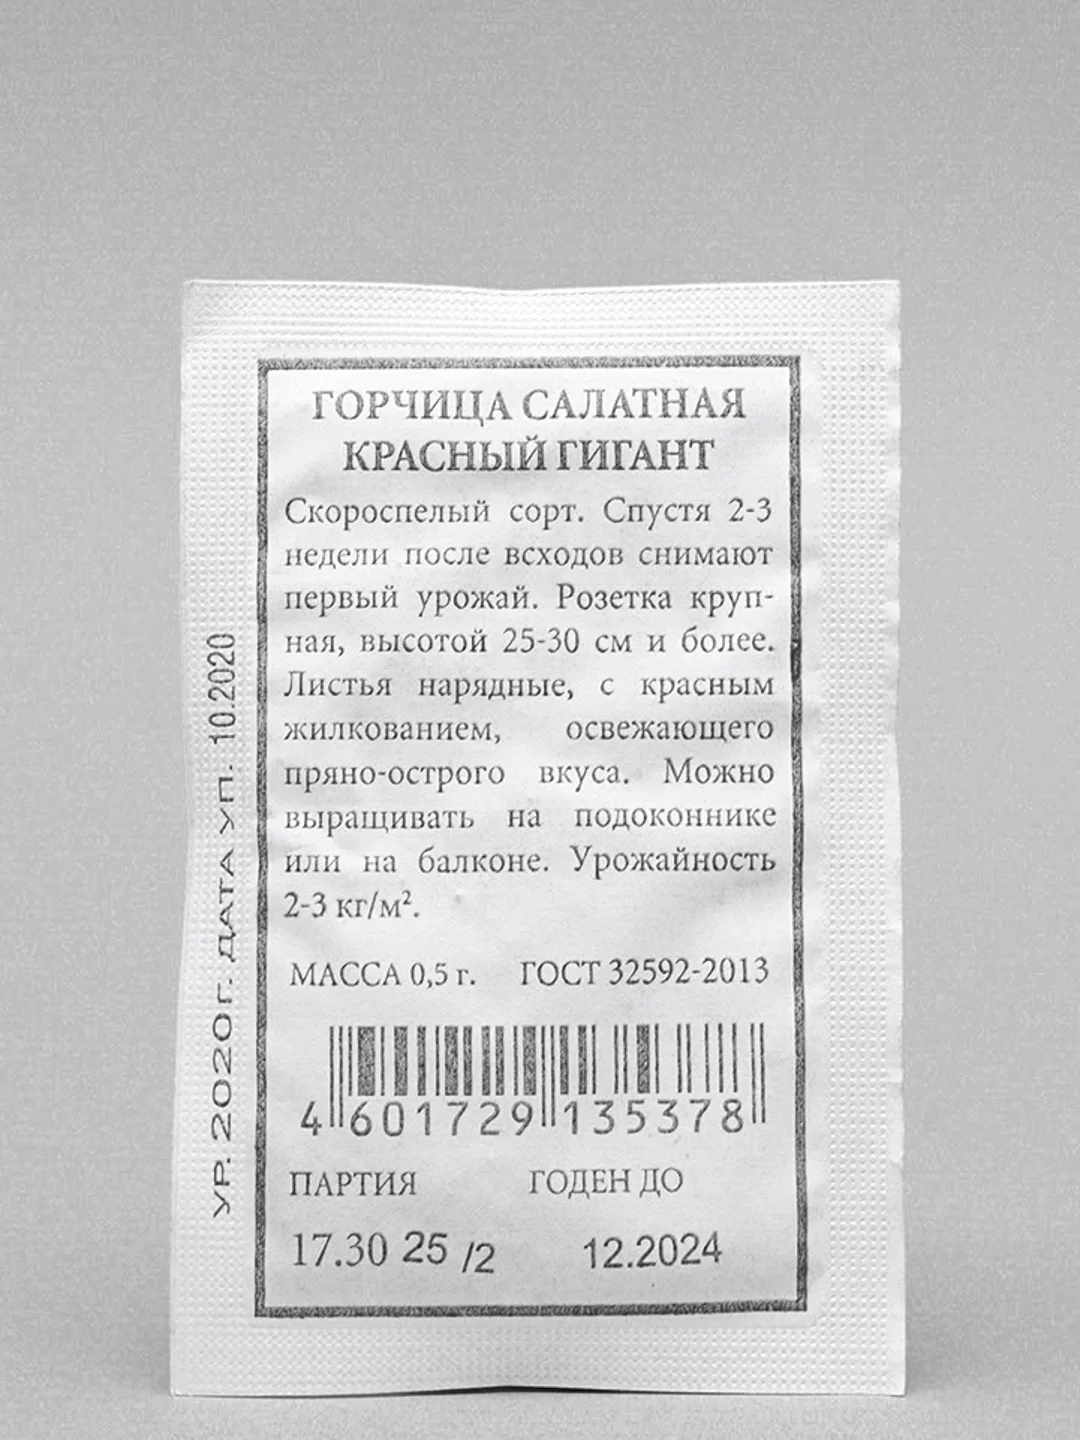 ГОРЧИЦА САЛАТНАЯ
КРАСНЫЙ ГИГАНТ
Скороспелый сорт. Спустя 2-3
недели после всходов снимают
первый урожай. Розетка круп-
ная, высотой 25-30 см и более.
Листья нарядные, с красным
жилкованием, освежающего
пряно-острого вкуса. Можно
выращивать на подоконнике
или на балконе. Урожайность
2-3 кг/м².
МАССА 0,5 г. ГОСТ 32592-2013
4 601729 135378
ПАРТИЯ ГОДЕН ДО
17.30 25 /2 12.2024
УР. 2020 г. ДАТА УП. 10.2020